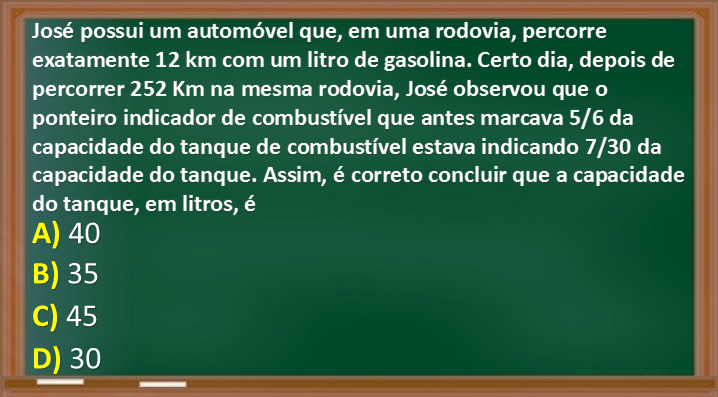 José possui um automóvel que, em uma rodovia, percorre
exatamente 12 km com um litro de gasolina. Certo dia, depois de
percorrer 252 Km na mesma rodovia, José observou que o
ponteiro indicador de combustível que antes marcava 5/6 da
capacidade do tanque de combustível estava indicando 7/30 da
capacidade do tanque. Assim, é correto concluir que a capacidade
do tanque, em litros, é
A) 40
B) 35
C) 45
D) 30